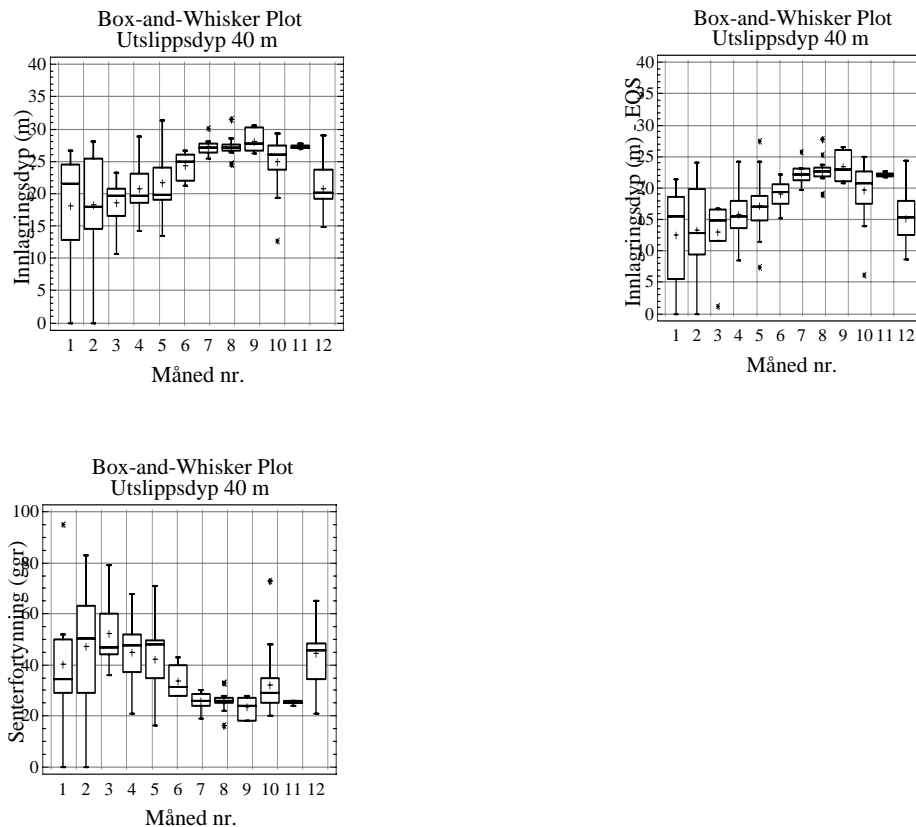 Box-and-Whisker Plot
Utslippsdyp 40 m
40
35
30
25
20
15
10
5
0
Innlagringsdyp (m)
1 2 3 4 5 6 7 8 9 10 11 12
Måned nr.
Box-and-Whisker Plot
Utslippsdyp 40 m
40
35
30
25
20
15
10
5
0
Innlagringsdyp (m) - EQS
1 2 3 4 5 6 7 8 9 10 11 12
Måned nr.
Box-and-Whisker Plot
Utslippsdyp 40 m
100
80
60
40
20
0
Senterfortynning (ggr)
1 2 3 4 5 6 7 8 9 10 11 12
Måned nr.